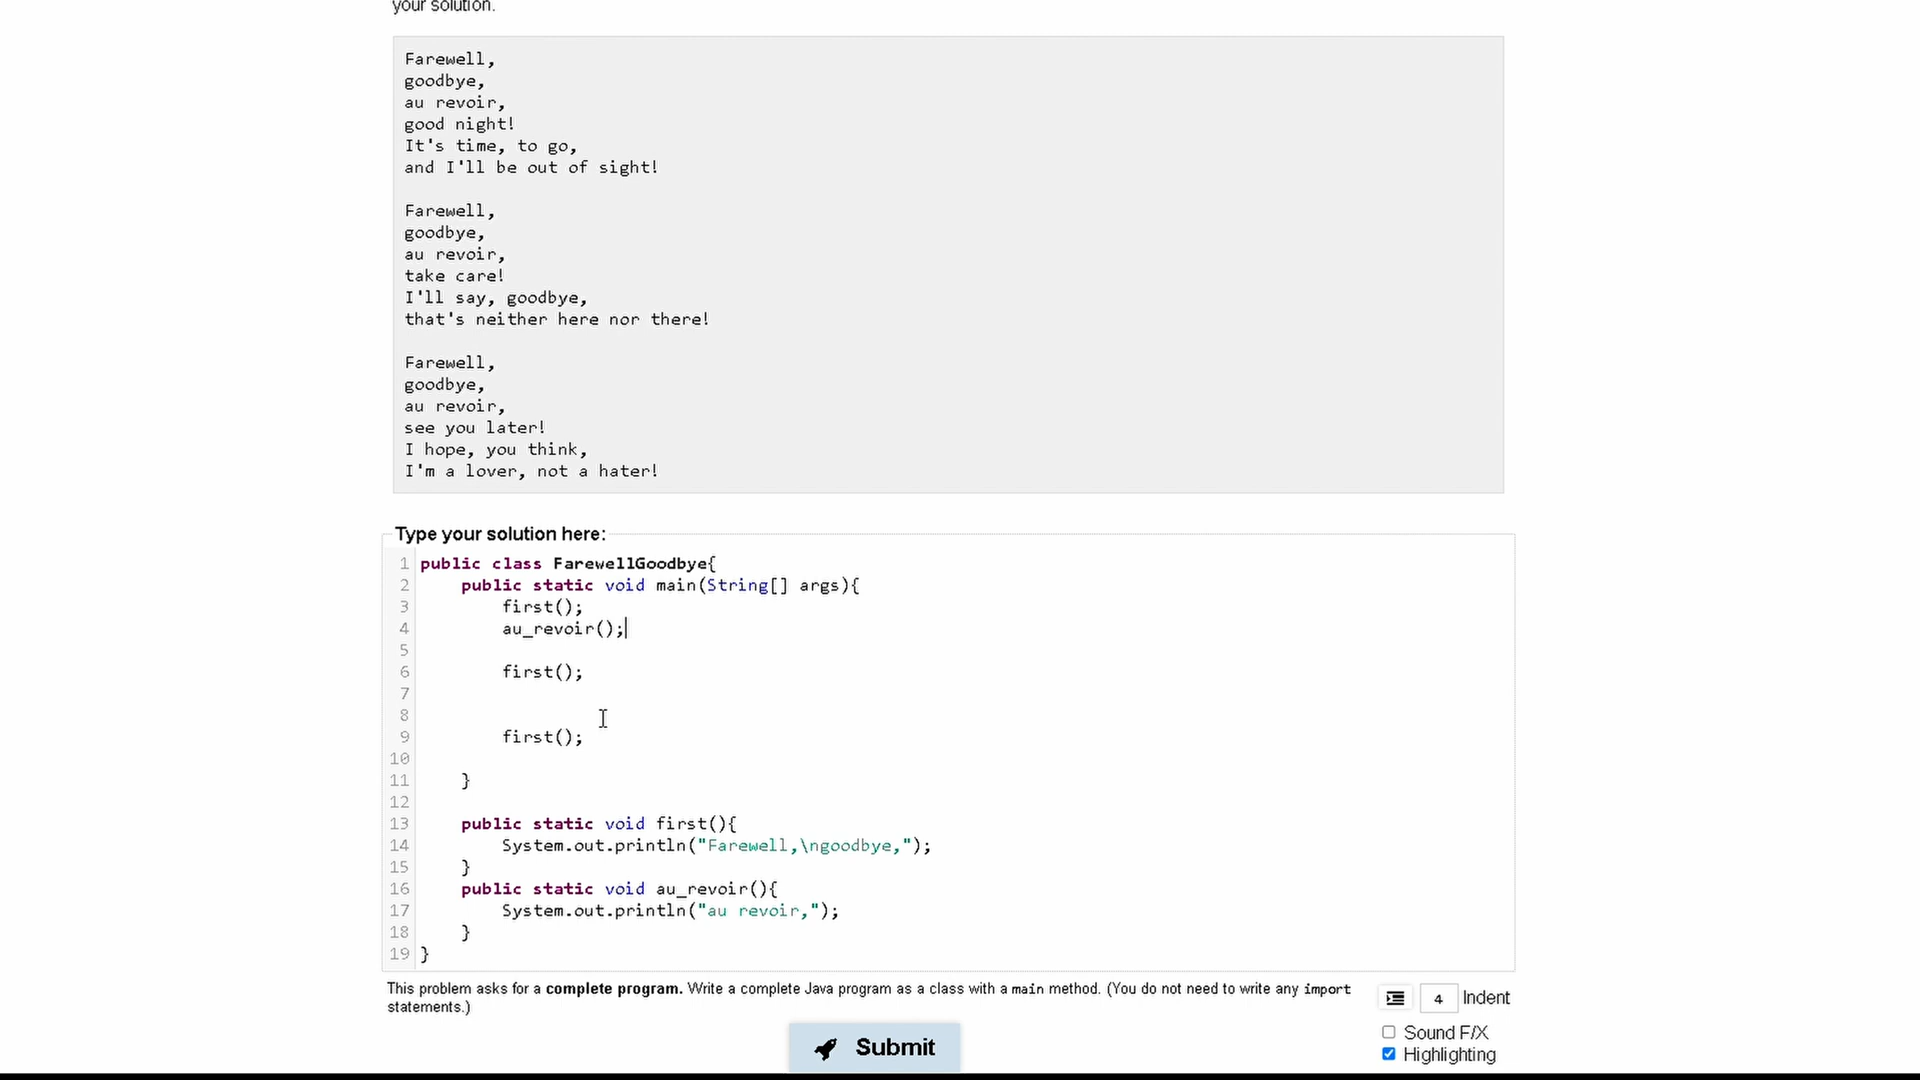 your solution.
Farewell,
goodbye,
au revoir,
good night!
It's time, to go,
and I'll be out of sight!
Farewell,
goodbye,
au revoir,
take care!
I'll say, goodbye,
that's neither here nor there!
Farewell,
goodbye,
au revoir,
see you later!
I hope, you think,
I'm a lover, not a hater!
Type your solution here:
1 public class FarewellGoodbye{
2     public static void main(String[] args){
3         first();
4         au_revoir();
5
6         first();
7
8
9         first();
10
11     }
12
13     public static void first(){
14         System.out.println("Farewell,\ngoodbye,");
15     }
16     public static void au_revoir(){
17         System.out.println("au revoir,");
18     }
19 }
This problem asks for a complete program. Write a complete Java program as a class with a main method. (You do not need to write any import
statements.)
4 Indent
Sound F/X
Highlighting
Submit